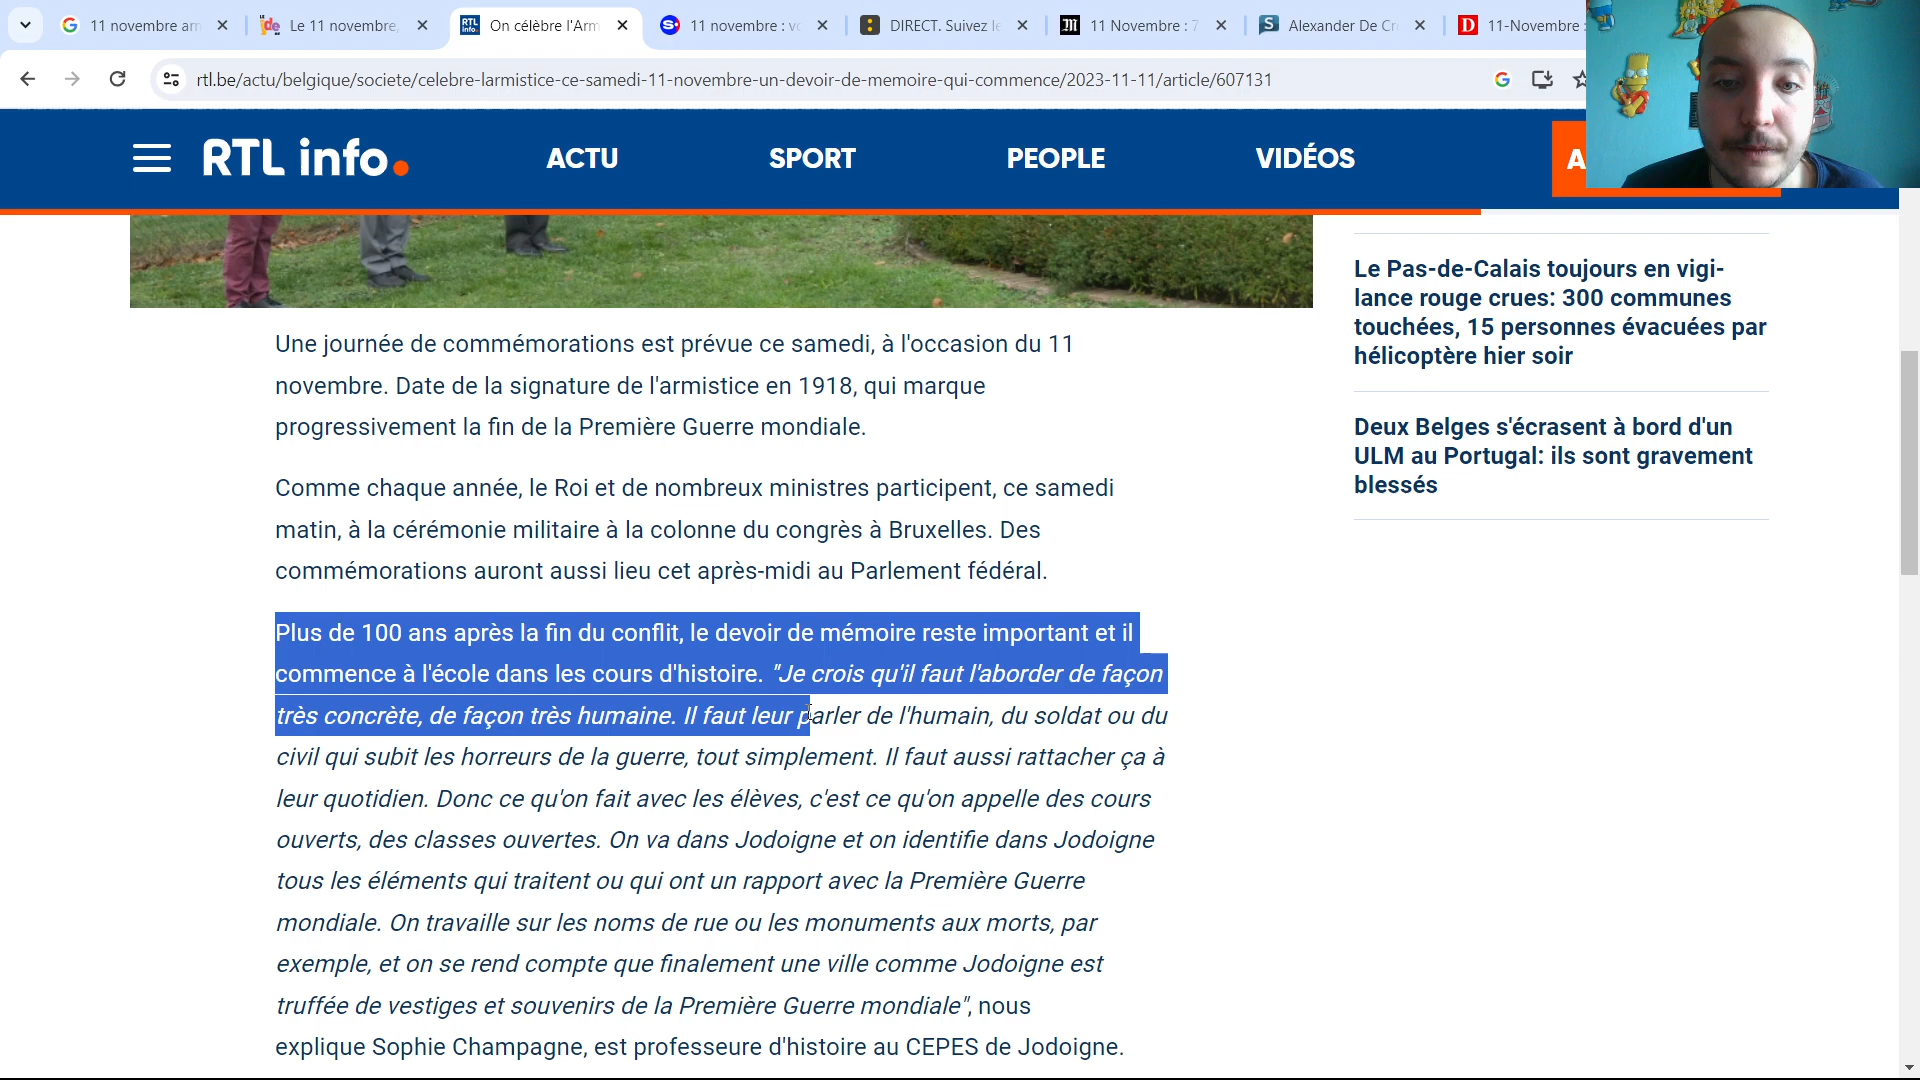 11 novembre arm
Le 11 novembre,
On célèbre l'Arm
11 novembre : vo
DIRECT. Suivez le
11 Novembre : 7
Alexander De Cr
11-Novembre :
rtl.be/actu/belgique/societe/celebre-larmistice-ce-samedi-11-novembre-un-devoir-de-memoire-qui-commence/2023-11-11/article/607131
RTL info.
ACTU
SPORT
PEOPLE
VIDÉOS
A
Une journée de commémorations est prévue ce samedi, à l'occasion du 11
novembre. Date de la signature de l'armistice en 1918, qui marque
progressivement la fin de la Première Guerre mondiale.
Comme chaque année, le Roi et de nombreux ministres participent, ce samedi
matin, à la cérémonie militaire à la colonne du congrès à Bruxelles. Des
commémorations auront aussi lieu cet après-midi au Parlement fédéral.
Plus de 100 ans après la fin du conflit, le devoir de mémoire reste important et il
commence à l'école dans les cours d'histoire. "Je crois qu'il faut l'aborder de façon
très concrète, de façon très humaine. Il faut leur parler de l'humain, du soldat ou du
civil qui subit les horreurs de la guerre, tout simplement. Il faut aussi rattacher ça à
leur quotidien. Donc ce qu'on fait avec les élèves, c'est ce qu'on appelle des cours
ouverts, des classes ouvertes. On va dans Jodoigne et on identifie dans Jodoigne
tous les éléments qui traitent ou qui ont un rapport avec la Première Guerre
mondiale. On travaille sur les noms de rue ou les monuments aux morts, par
exemple, et on se rend compte que finalement une ville comme Jodoigne est
truffée de vestiges et souvenirs de la Première Guerre mondiale", nous
explique Sophie Champagne, est professeure d'histoire au CEPES de Jodoigne.
Le Pas-de-Calais toujours en vigi-
lance rouge crues: 300 communes
touchées, 15 personnes évacuées par
hélicoptère hier soir
Deux Belges s'écrasent à bord d'un
ULM au Portugal: ils sont gravement
blessés